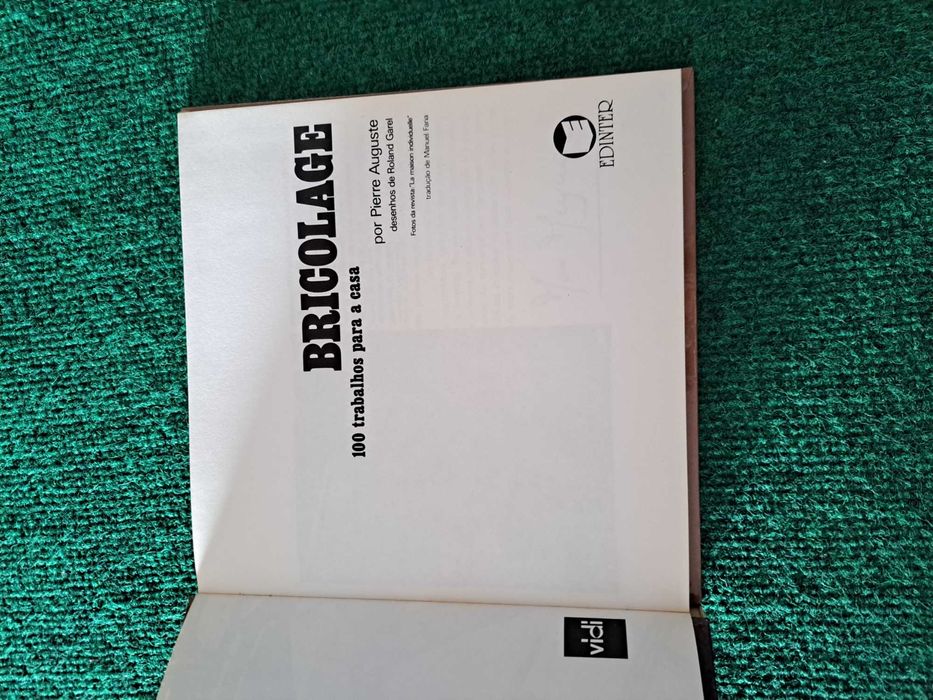 BRICOLAGE
100 trabalhos para a casa
por Pierre Auguste
desenhos de Roland Garel
Fotos da revista "La maison individuelle"
tradução de Manuel Faria
EDINTER
vidi